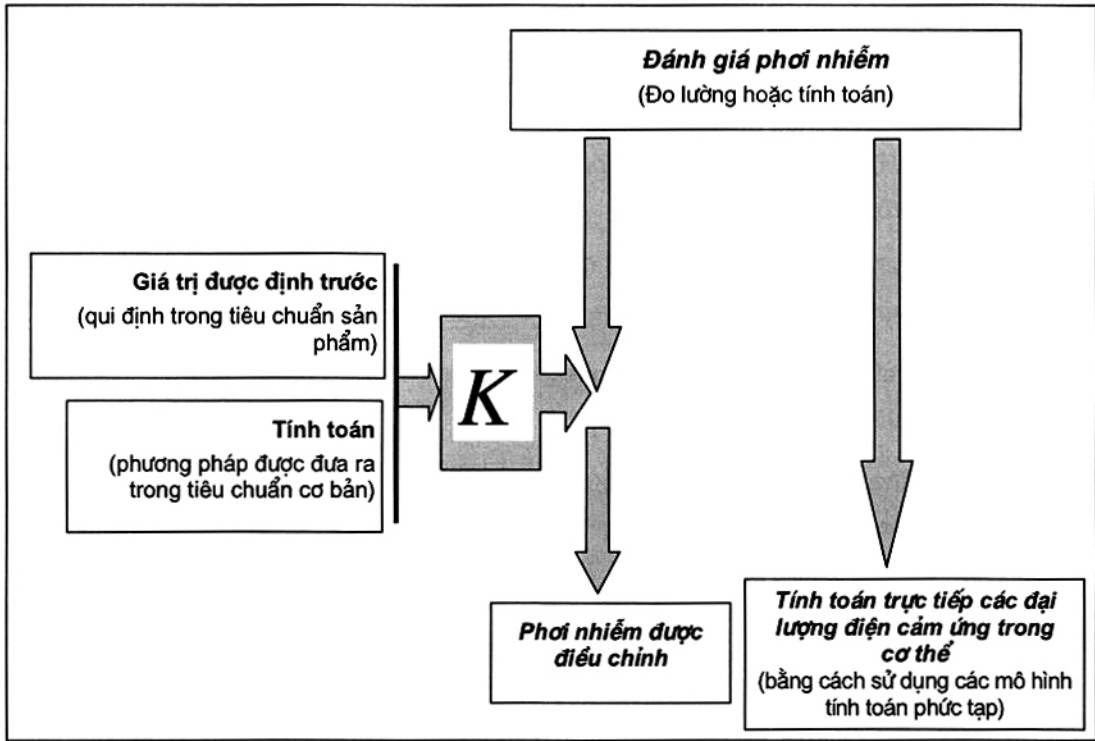 Đánh giá phơi nhiễm
(Đo lường hoặc tính toán)
Giá trị được định trước
(qui định trong tiêu chuẩn sản
phẩm)
K
Tính toán
(phương pháp được đưa ra
trong tiêu chuẩn cơ bản)
Phơi nhiễm được
điều chỉnh
Tính toán trực tiếp các đại
lượng điện cảm ứng trong
cơ thể
(bằng cách sử dụng các mô hình
tính toán phức tạp)